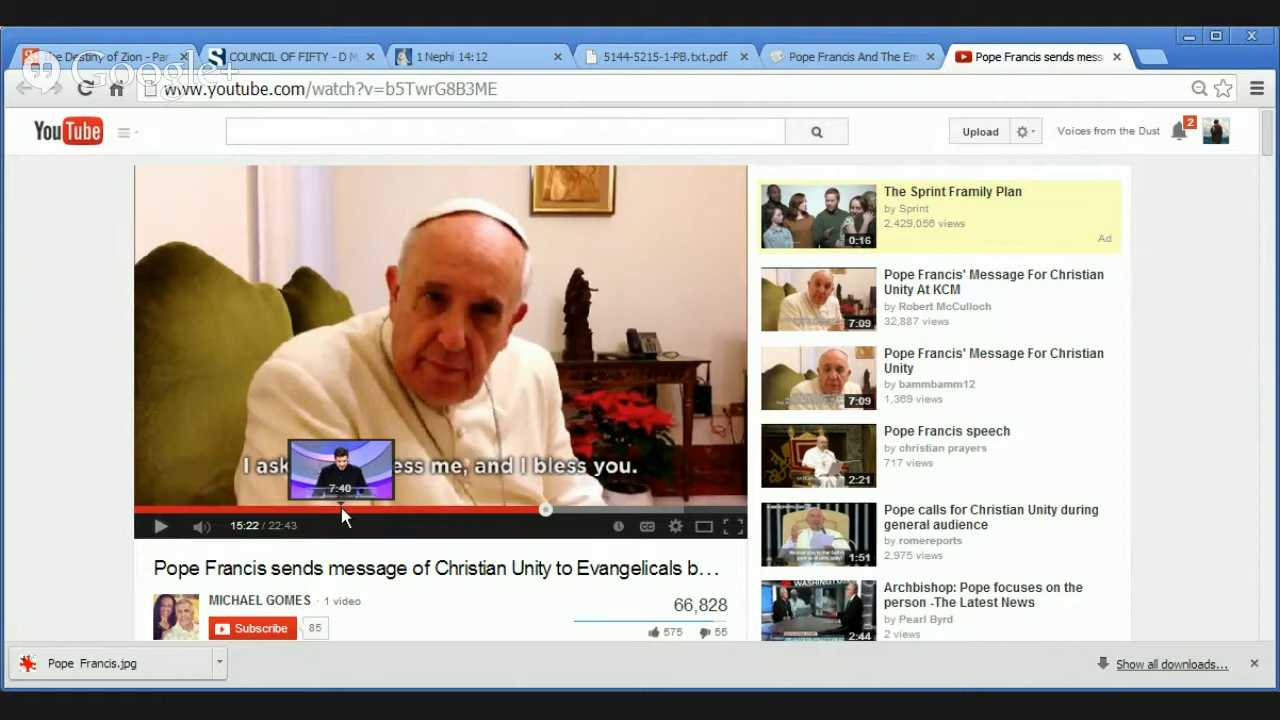 The Destiny of Zion - Par
COUNCIL OF FIFTY - D M
1 Nephi 14:12
5144-5215-1-PB.txt.pdf
Pope Francis And The Em
Pope Francis sends mess
Google+
www.youtube.com/watch?v=b5TwrG8B3ME
YouTube
Upload
Voices from the Dust
2
I ask
ess me, and I bless you.
7:40
15:22 / 22:43
CC
Pope Francis sends message of Christian Unity to Evangelicals b...
MICHAEL GOMES · 1 video
Subscribe
85
66,828
575
55
The Sprint Framily Plan
by Sprint
2,429,056 views
Ad
0:16
Pope Francis' Message For Christian
Unity At KCM
by Robert McCulloch
32,887 views
7:09
Pope Francis' Message For Christian
Unity
by bammbamm12
1,369 views
7:09
Pope Francis speech
by christian prayers
717 views
2:21
Pope calls for Christian Unity during
general audience
by romereports
2,975 views
1:51
Archbishop: Pope focuses on the
person -The Latest News
by Pearl Byrd
2 views
WASHINGTON
2:44
Pope Francis.jpg
Show all downloads...